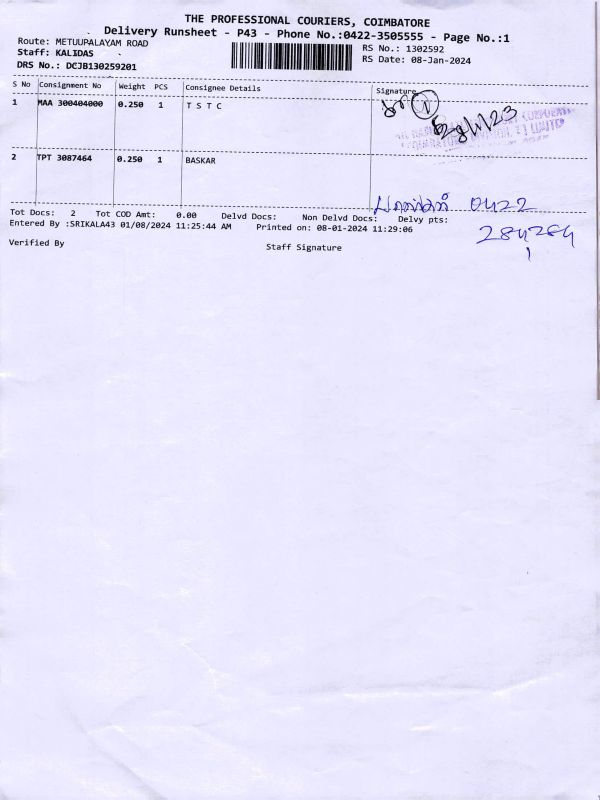 THE PROFESSIONAL COURIERS, COIMBATORE
Delivery Runsheet - P43 - Phone No.:0422-3505555 - Page No.:1
Route: METUUPALAYAM ROAD
Staff: KALIDAS
DRS No.: DCJB130259201
RS No.: 1302592
RS Date: 08-Jan-2024
S No Consignment No Weight PCS Consignee Details Signature
1 MAA 300404000 0.250 1 T S T C
2 TPT 3087464 0.250 1 BASKAR
0422
284284
1
Tot Docs: 2 Tot COD Amt: 0.00 Delvd Docs: Non Delvd Docs: Delvy pts:
Entered By :SRIKALA43 01/08/2024 11:25:44 AM Printed on: 08-01-2024 11:29:06
Verified By Staff Signature